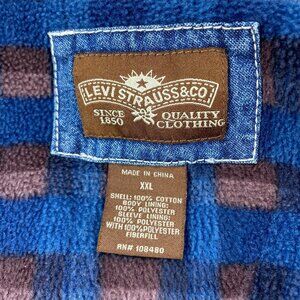 LEVI STRAUSS & CO.
SINCE QUALITY
1850 CLOTHING
MADE IN CHINA
XXL
SHELL: 100% COTTON
BODY LINING:
100% POLYESTER
SLEEVE LINING:
100% POLYESTER
WITH 100% POLYESTER
FIBERFILL
RN# 108480